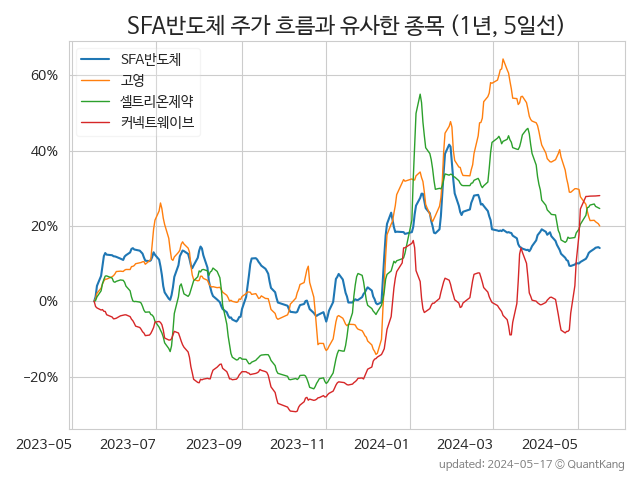 SFA반도체 주가 흐름과 유사한 종목 (1년, 5일선)
SFA반도체
고영
셀트리온제약
커넥트웨이브
60%
40%
20%
0%
−20%
2023-05 2023-07 2023-09 2023-11 2024-01 2024-03 2024-05
updated: 2024-05-17 © QuantKang